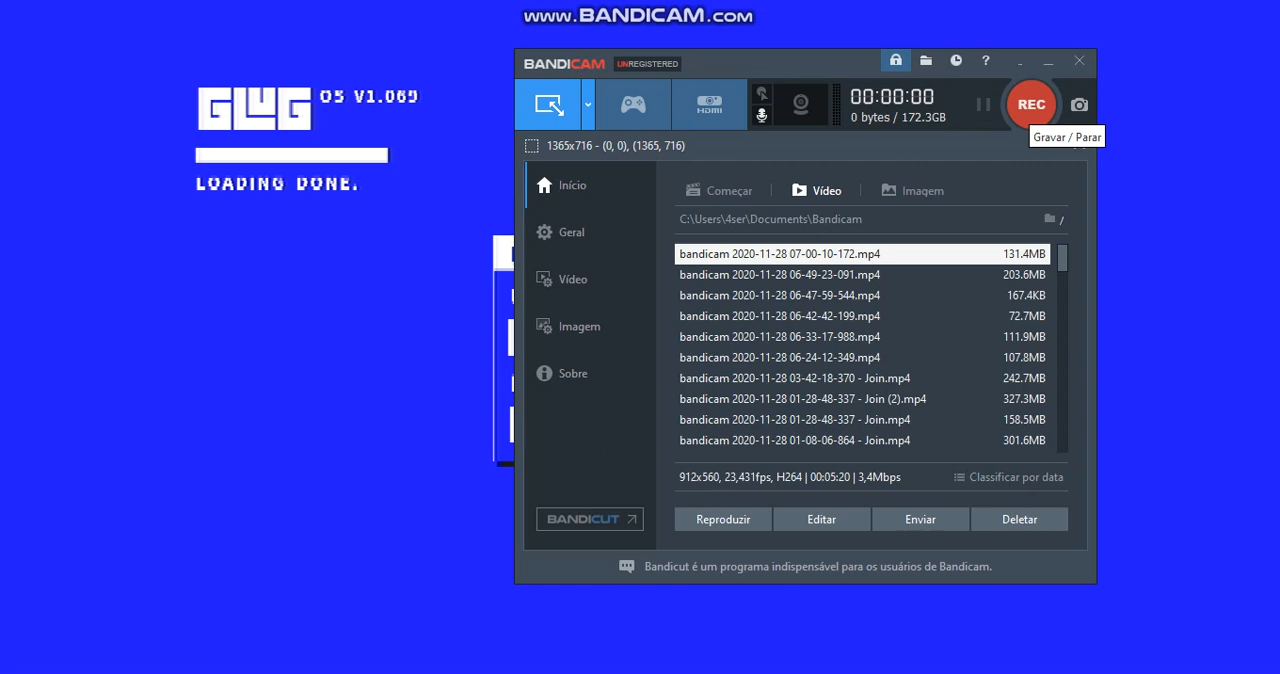 www.BANDICAM.com
GLUG OS V1.069
LOADING DONE.
BANDICAM UNREGISTERED
?
HDMI
00:00:00
0 bytes / 172.3GB
REC
Gravar / Parar
1365x716 - (0, 0), (1365, 716)
Início
Geral
Vídeo
Imagem
Sobre
BANDICUT
Começar
Vídeo
Imagem
C:\Users\4ser\Documents\Bandicam
/
bandicam 2020-11-28 07-00-10-172.mp4 131.4MB
bandicam 2020-11-28 06-49-23-091.mp4 203.6MB
bandicam 2020-11-28 06-47-59-544.mp4 167.4KB
bandicam 2020-11-28 06-42-42-199.mp4 72.7MB
bandicam 2020-11-28 06-33-17-988.mp4 111.9MB
bandicam 2020-11-28 06-24-12-349.mp4 107.8MB
bandicam 2020-11-28 03-42-18-370 - Join.mp4 242.7MB
bandicam 2020-11-28 01-28-48-337 - Join (2).mp4 327.3MB
bandicam 2020-11-28 01-28-48-337 - Join.mp4 158.5MB
bandicam 2020-11-28 01-08-06-864 - Join.mp4 301.6MB
912x560, 23,431fps, H264 | 00:05:20 | 3,4Mbps
Classificar por data
Reproduzir
Editar
Enviar
Deletar
Bandicut é um programa indispensável para os usuários de Bandicam.